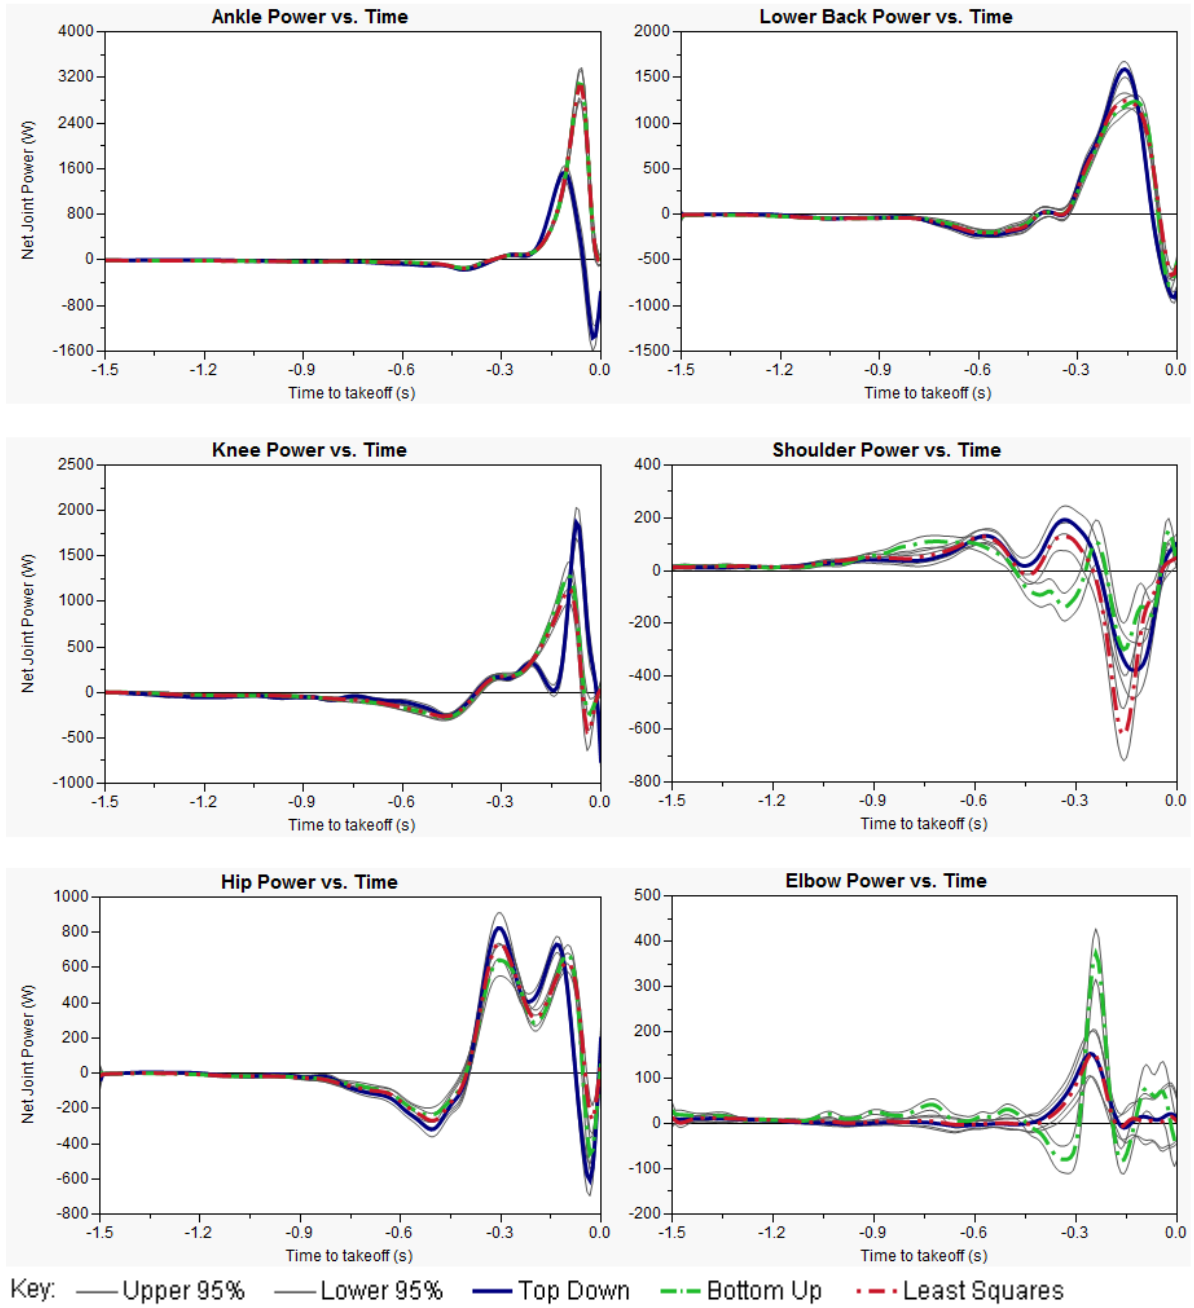 Ankle Power vs. Time
4000
3200
2400
1600
800
0
-800
-1600
Net Joint Power (W)
-1.5 -1.2 -0.9 -0.6 -0.3 0.0
Time to takeoff (s)
Lower Back Power vs. Time
2000
1500
1000
500
0
-500
-1000
-1500
-1.5 -1.2 -0.9 -0.6 -0.3 0.0
Time to takeoff (s)
Knee Power vs. Time
2500
2000
1500
1000
500
0
-500
-1000
Net Joint Power (W)
-1.5 -1.2 -0.9 -0.6 -0.3 0.0
Time to takeoff (s)
Shoulder Power vs. Time
400
200
0
-200
-400
-600
-800
-1.5 -1.2 -0.9 -0.6 -0.3 0.0
Time to takeoff (s)
Hip Power vs. Time
1000
800
600
400
200
0
-200
-400
-600
-800
Net Joint Power (W)
-1.5 -1.2 -0.9 -0.6 -0.3 0.0
Time to takeoff (s)
Elbow Power vs. Time
500
400
300
200
100
0
-100
-200
-1.5 -1.2 -0.9 -0.6 -0.3 0.0
Time to takeoff (s)
Key: Upper 95% Lower 95% Top Down Bottom Up Least Squares